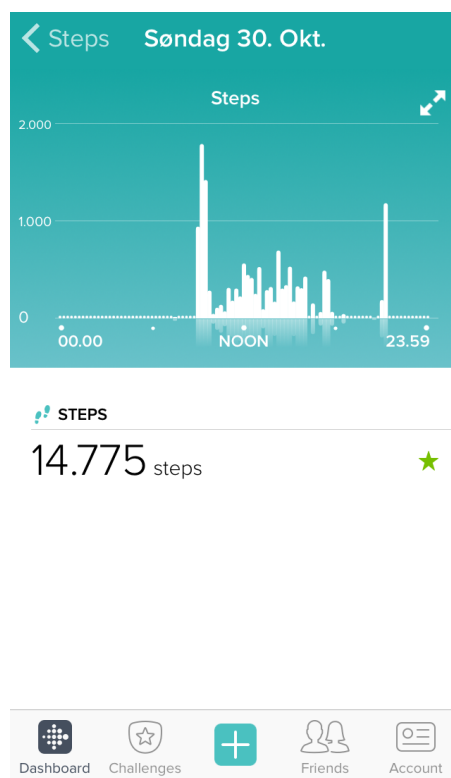 Steps Søndag 30. Okt.
Steps
2.000
1.000
0
00.00 NOON 23.59
STEPS
14.775 steps
Dashboard Challenges Friends Account